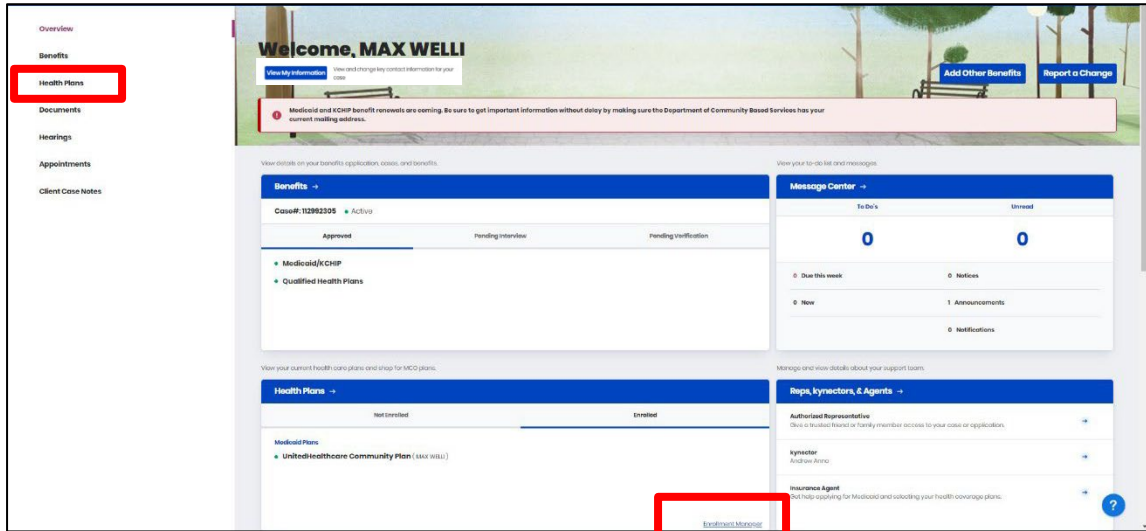 Overview
Benefits
Health Plans
Documents
Hearings
Appointments
Client Case Notes
Welcome, MAX WELLI
View My Information
View and change key contact information for your
case
Add Other Benefits
Report a Change
Medicaid and KCHIP benefit renewals are coming. Be sure to get important information without delay by making sure the Department of Community Based Services has your
current mailing address.
View details on your benefits application, cases, and benefits.
Benefits →
Case#: 112992305 • Active
Approved Pending Interview Pending Verification
• Medicaid/KCHIP
• Qualified Health Plans
View your to-do list and messages
Message Center →
To Do's Unread
0 0
0 Due this week 0 Notices
0 New 1 Announcements
0 Notifications
View your current health care plans and shop for MCO plans.
Health Plans →
Not Enrolled Enrolled
Medicaid Plans
• UnitedHealthcare Community Plan ( MAX WELLI )
Enrollment Manager
Manage and view details about your support team.
Reps, kynectors, & Agents →
Authorized Representative
Give a trusted friend or family member access to your case or application.
kynector
Andrew Anna
Insurance Agent
Get help applying for Medicaid and selecting your health coverage plans.
?